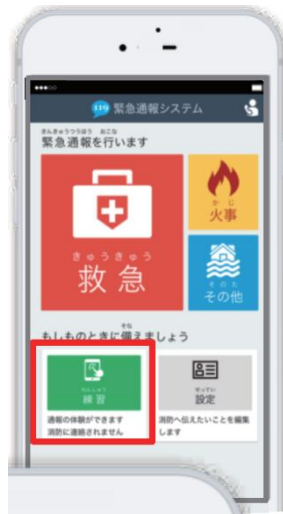 119 緊急通報システム
きんきゅうつうほう おこな
緊急通報を行います
きゅうきゅう
救急
かじ
火事
そのた
その他
そな
もしものときに備えましょう
れんしゅう
練習
通報の体験ができます
消防に連絡されません
せってい
設定
消防へ伝えたいことを編集
します